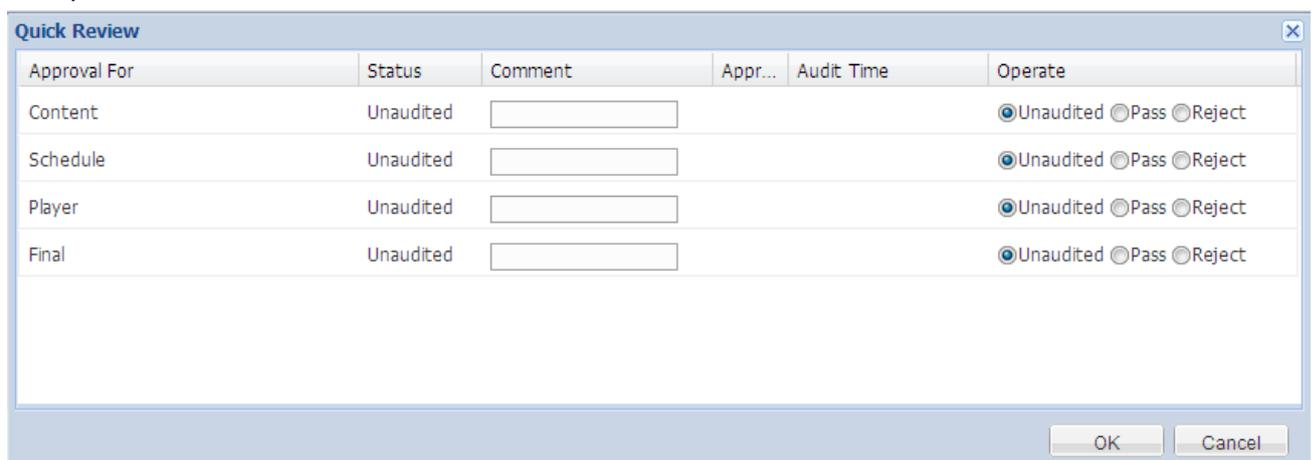 Quick Review
Approval For Status Comment Appr... Audit Time Operate
Content Unaudited Unaudited Pass Reject
Schedule Unaudited Unaudited Pass Reject
Player Unaudited Unaudited Pass Reject
Final Unaudited Unaudited Pass Reject
OK Cancel